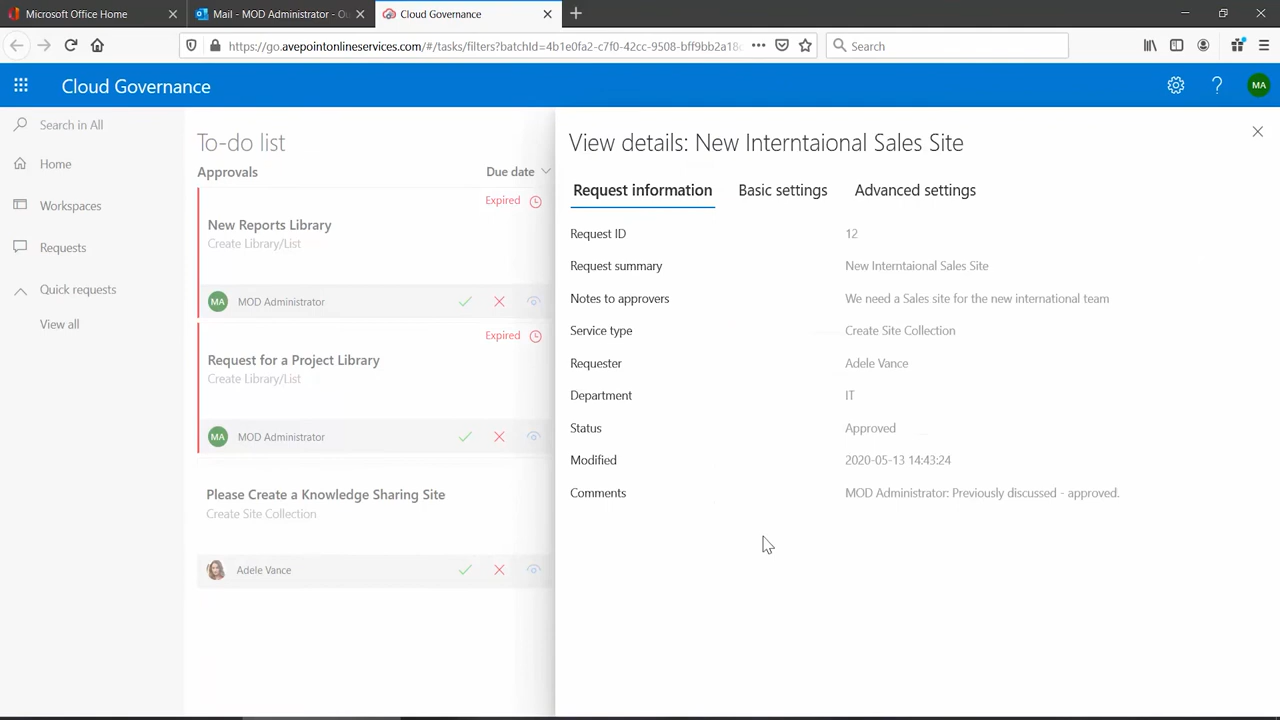 Microsoft Office Home
Mail - MOD Administrator - Ou
Cloud Governance
https://go.avepointonlineservices.com/#/tasks/filters?batchId=4b1e0fa2-c7f0-42cc-9508-bff9bb2a18c
Search
Cloud Governance
MA
Search in All
Home
Workspaces
Requests
Quick requests
View all
To-do list
Approvals
Due date
Expired
New Reports Library
Create Library/List
MA
MOD Administrator
Expired
Request for a Project Library
Create Library/List
MA
MOD Administrator
Please Create a Knowledge Sharing Site
Create Site Collection
Adele Vance
View details: New Interntaional Sales Site
Request information Basic settings Advanced settings
Request ID 12
Request summary New Interntaional Sales Site
Notes to approvers We need a Sales site for the new international team
Service type Create Site Collection
Requester Adele Vance
Department IT
Status Approved
Modified 2020-05-13 14:43:24
Comments MOD Administrator: Previously discussed - approved.